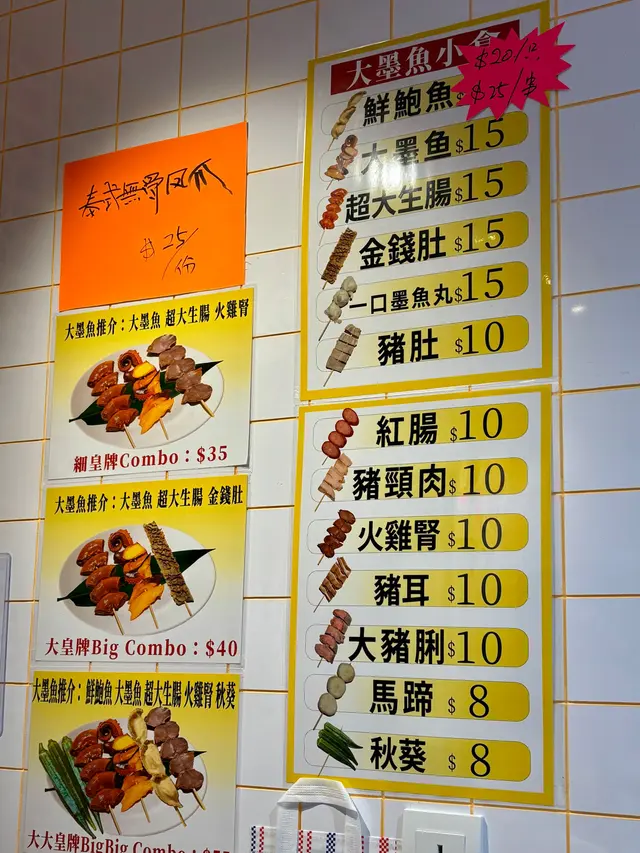 泰式無骨凤爪
$25/份
大墨魚推介：大墨魚 超大生腸 火雞腎
細皇牌Combo：$35
大墨魚推介：大墨魚 超大生腸 金錢肚
大皇牌Big Combo：$40
大墨魚推介：鮮鮑魚 大墨魚 超大生腸 火雞腎 秋葵
大大皇牌BigBig Combo
大墨魚小食
$20/只
$25/串
鮮鮑魚
大墨鱼 $15
超大生腸 $15
金錢肚 $15
一口墨魚丸 $15
豬肚 $10
紅腸 $10
豬頸肉 $10
火雞腎 $10
豬耳 $10
大豬脷 $10
馬蹄 $8
秋葵 $8